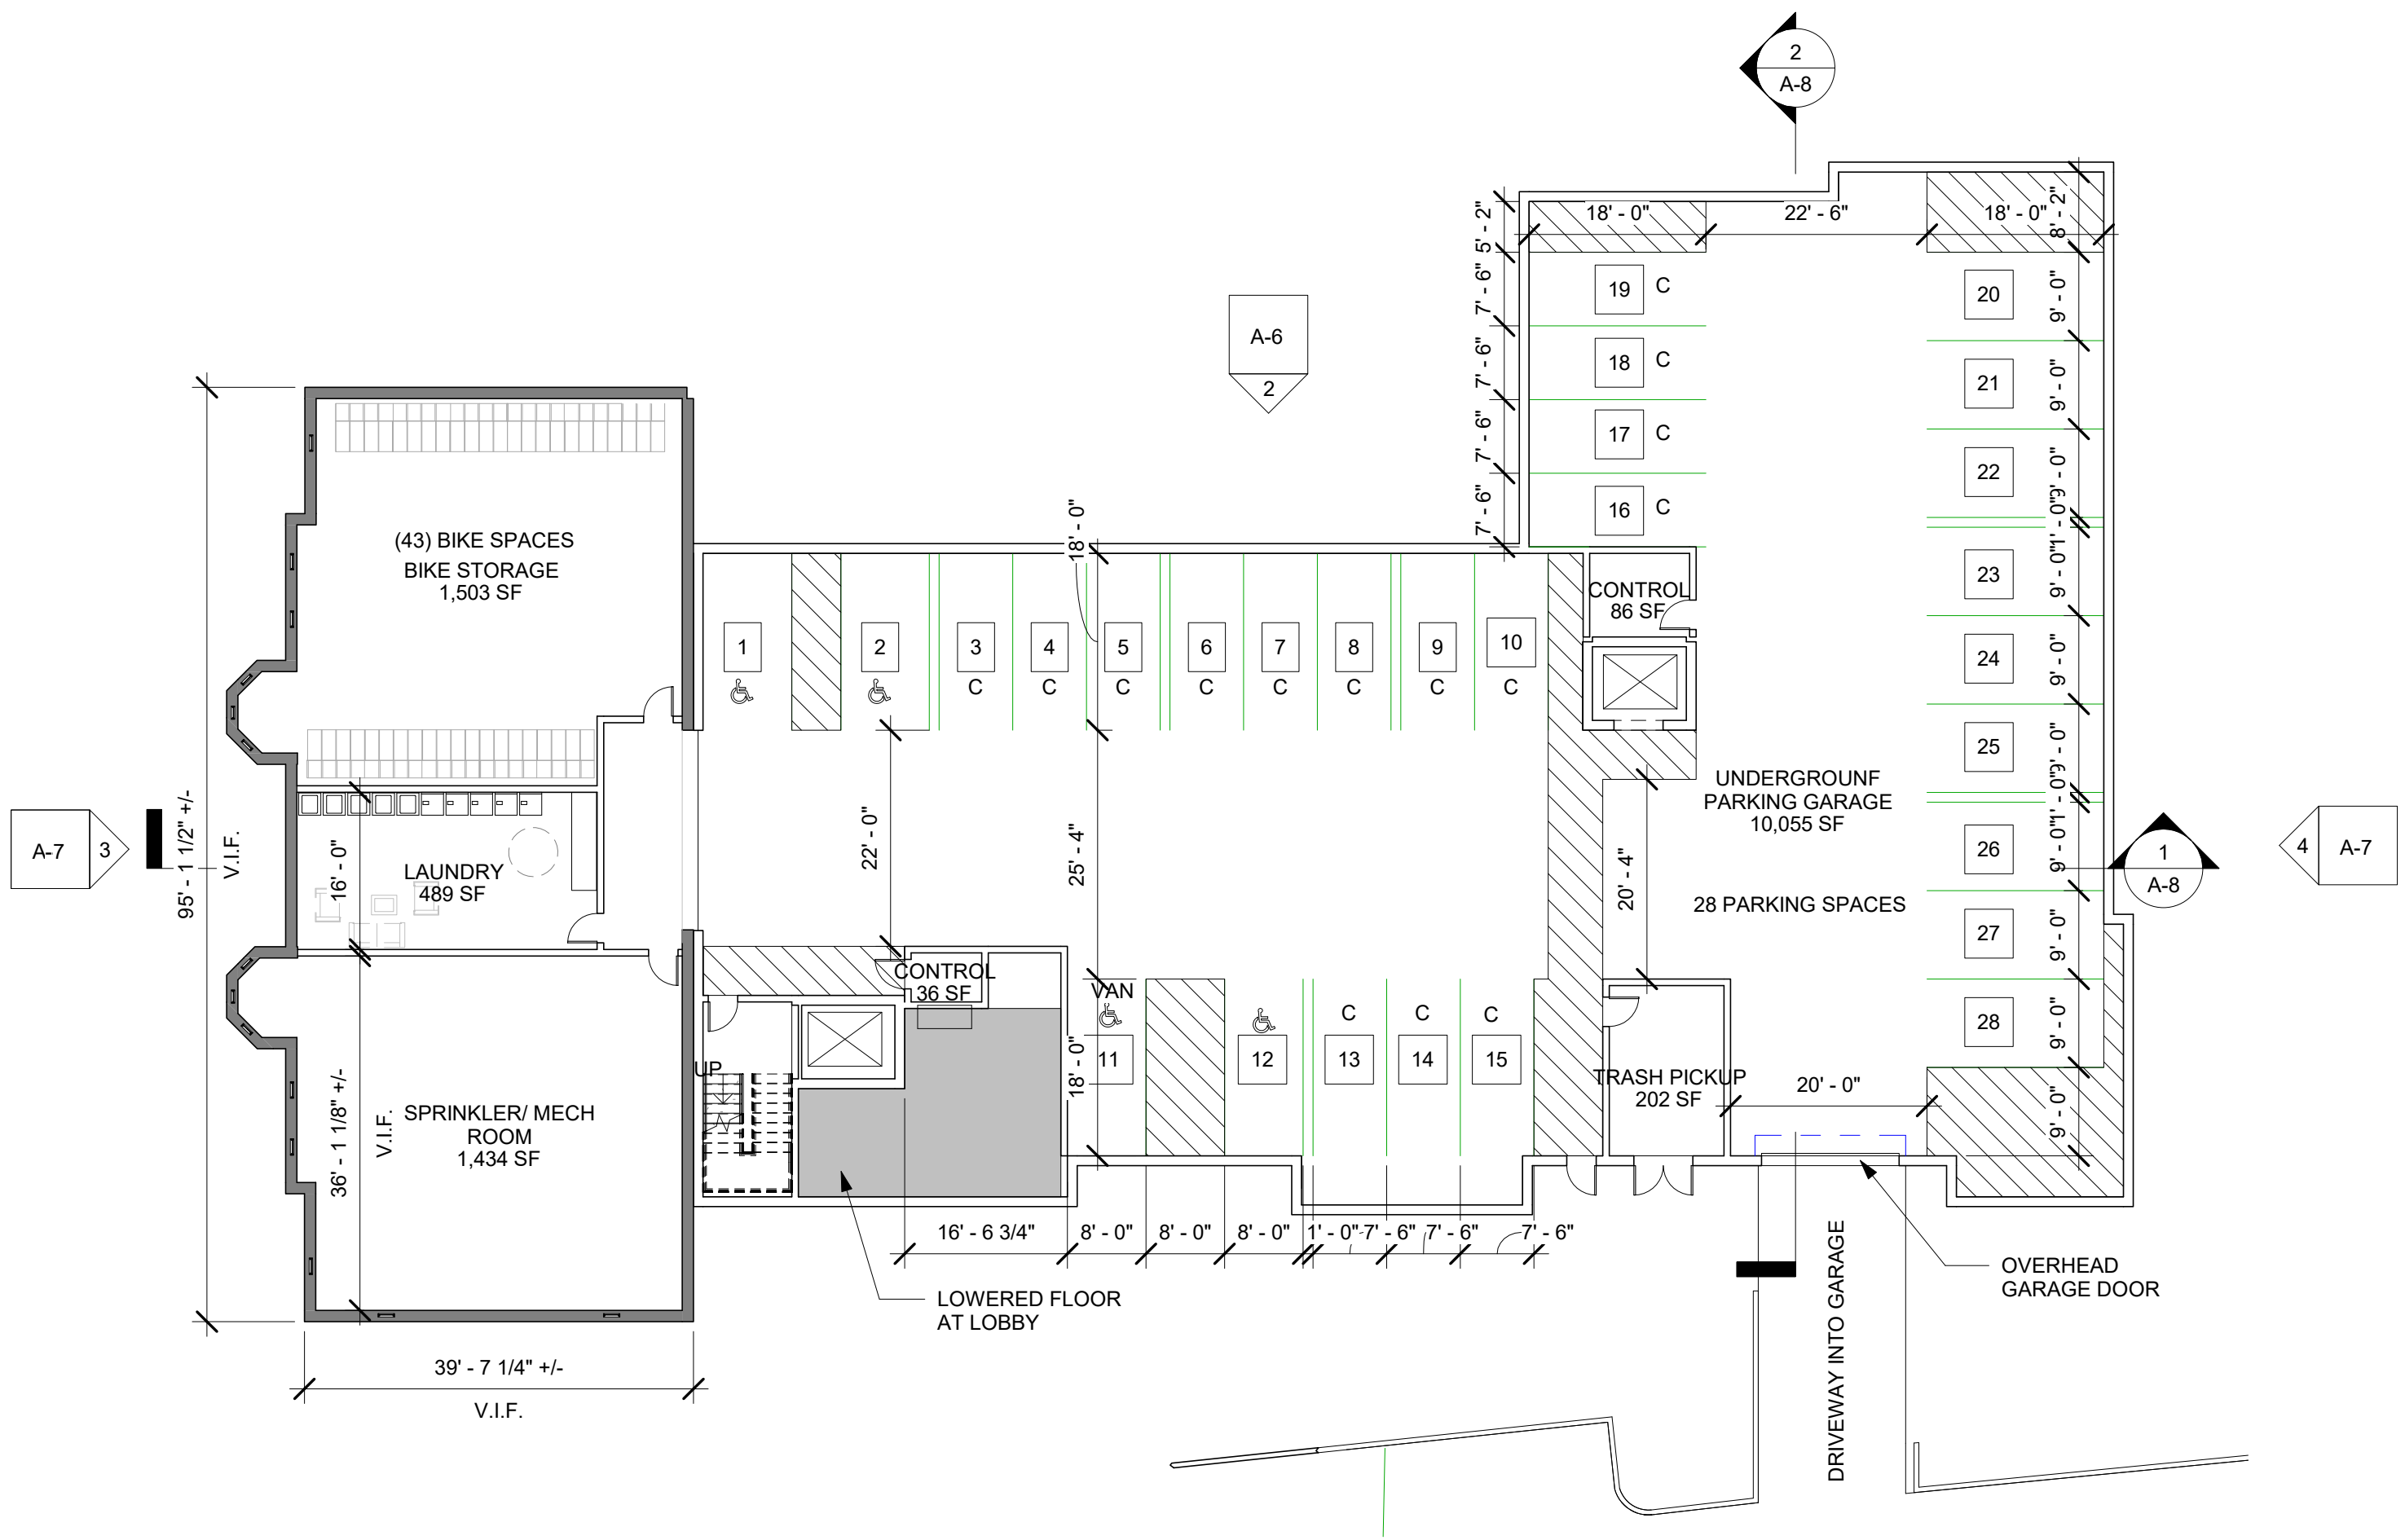 2
A-8
18' - 0"
22' - 6"
18' - 0"
8' - 2"
5' - 2"
7' - 6"
7' - 6"
7' - 6"
7' - 6"
19 C
18 C
17 C
16 C
20
21
22
23
24
25
26
27
28
9' - 0"
9' - 0"
9' - 0"
1' - 0"
9' - 0"
9' - 0"
9' - 0"
1' - 0"
9' - 0"
9' - 0"
9' - 0"
9' - 0"
A-6
2
(43) BIKE SPACES
BIKE STORAGE
1,503 SF
18' - 0"
CONTROL
86 SF
1
2
3
4
5
6
7
8
9
10
C
C
C
C
C
C
C
C
UNDERGROUNF
PARKING GARAGE
10,055 SF
28 PARKING SPACES
A-7
3
95' - 1 1/2" +/-
V.I.F.
16' - 0"
LAUNDRY
489 SF
22' - 0"
25' - 4"
20' - 4"
1
A-8
4
A-7
CONTROL
36 SF
VAN
11
12
C
C
C
13
14
15
18' - 0"
UP
TRASH PICKUP
202 SF
20' - 0"
36' - 1 1/8" +/-
V.I.F.
SPRINKLER/ MECH
ROOM
1,434 SF
16' - 6 3/4"
8' - 0"
8' - 0"
8' - 0"
1' - 0"
7' - 6"
7' - 6"
7' - 6"
LOWERED FLOOR
AT LOBBY
OVERHEAD
GARAGE DOOR
DRIVEWAY INTO GARAGE
39' - 7 1/4" +/-
V.I.F.